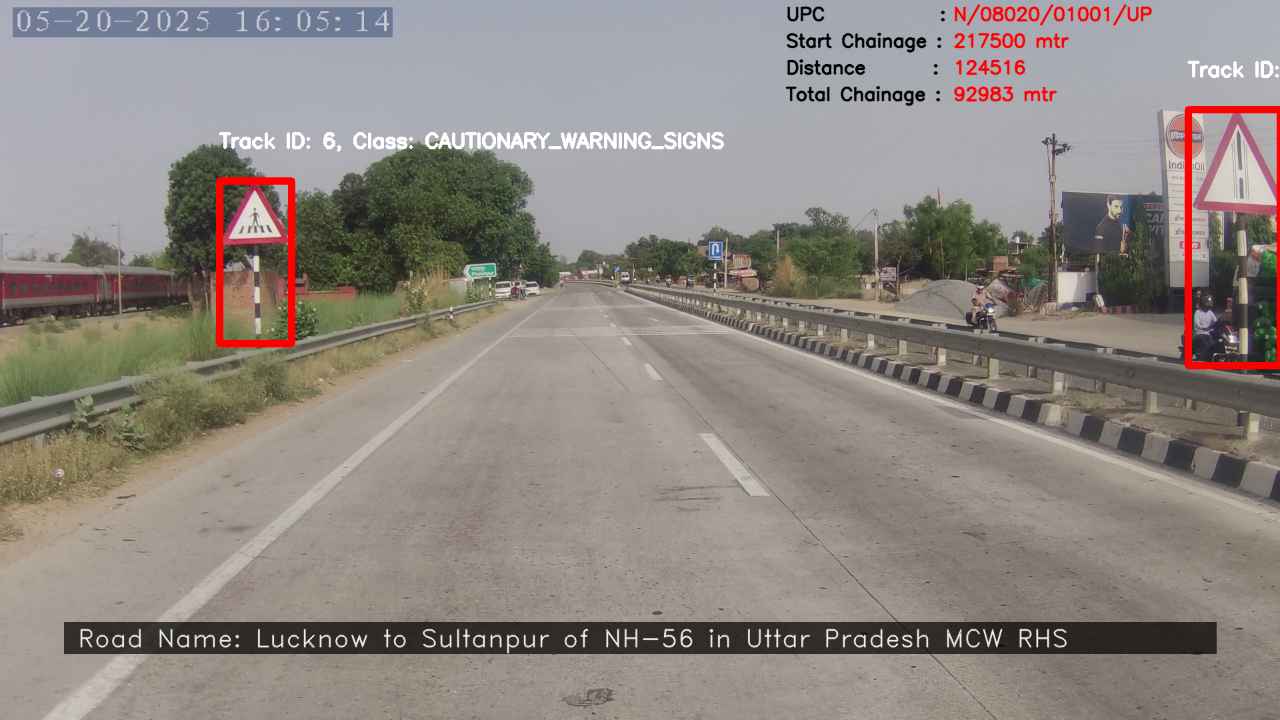 05-20-2025 16:05:14
UPC : N/08020/01001/UP
Start Chainage : 217500 mtr
Distance : 124516
Total Chainage : 92983 mtr
Track ID:
Track ID: 6, Class: CAUTIONARY_WARNING_SIGNS
IndianOil
Road Name: Lucknow to Sultanpur of NH-56 in Uttar Pradesh MCW RHS